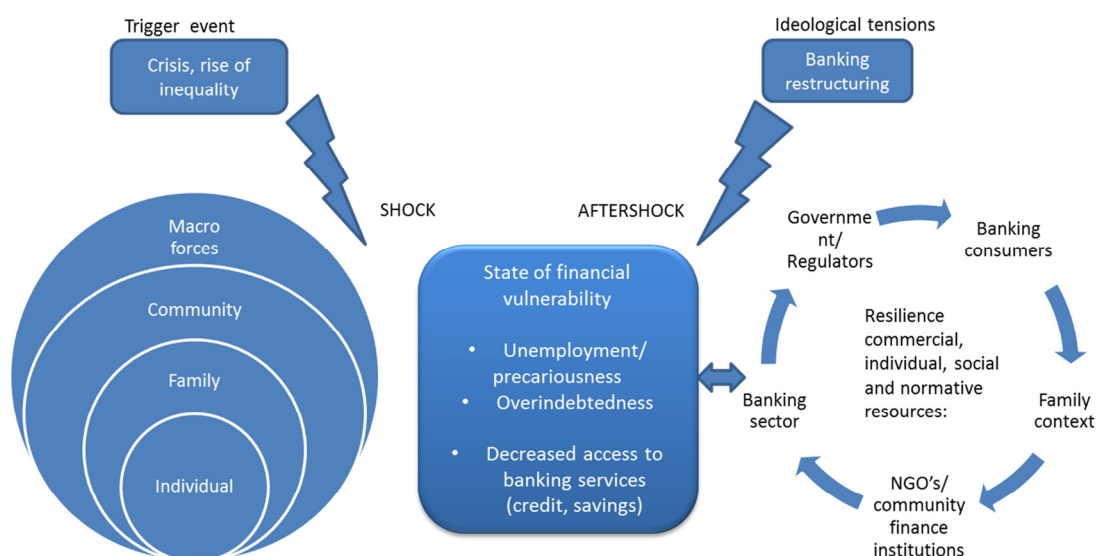 Trigger event
Crisis, rise of
inequality
Ideological tensions
Banking
restructuring
SHOCK
AFTERSHOCK
Macro
forces
Community
Family
Individual
State of financial
vulnerability
• Unemployment/
precariousness
• Overindebtedness
• Decreased access to
banking services
(credit, savings)
Governme
nt/
Regulators
Banking
consumers
Family
context
NGO's/
community
finance
institutions
Banking
sector
Resilience
commercial,
individual, social
and normative
resources: